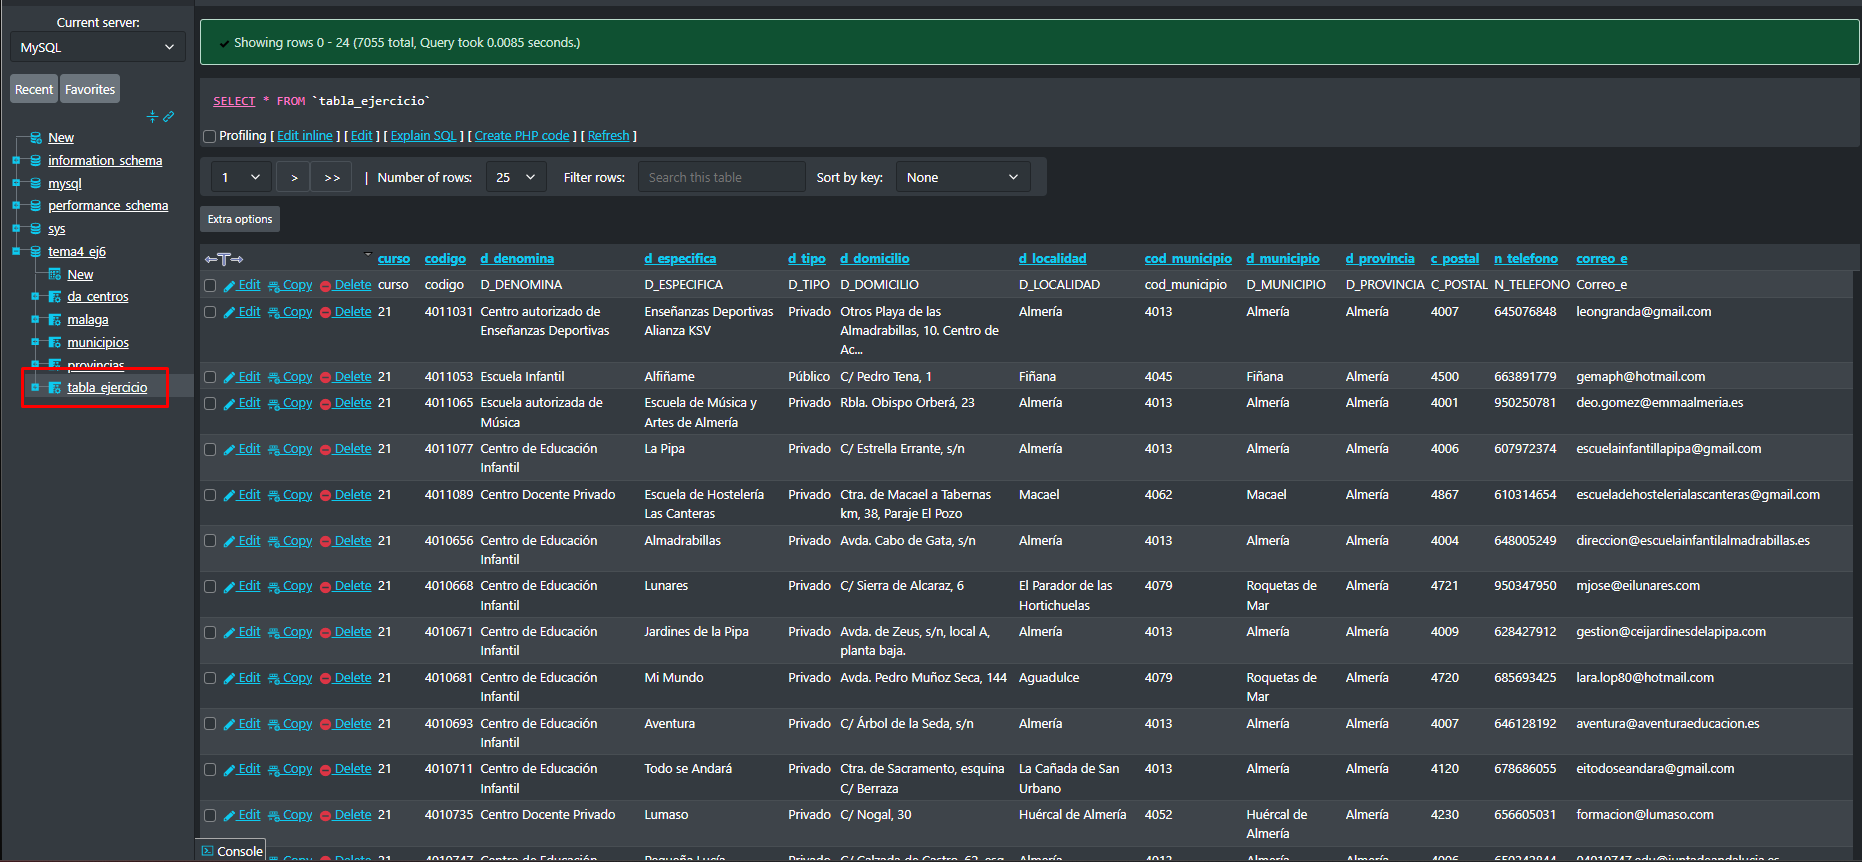 Current server:
MySQL
Recent Favorites
New
information_schema
mysql
performance_schema
sys
tema4_ej6
New
da_centros
malaga
municipios
provincias
tabla_ejercicio
Showing rows 0 - 24 (7055 total, Query took 0.0085 seconds.)
SELECT * FROM `tabla_ejercicio`
Profiling [ Edit inline ] [ Edit ] [ Explain SQL ] [ Create PHP code ] [ Refresh ]
1 > >> | Number of rows: 25 Filter rows: Search this table Sort by key: None
Extra options
←T→ curso codigo d_denomina d_especifica d_tipo d_domicilio d_localidad cod_municipio d_municipio d_provincia c_postal n_telefono correo_e
Edit Copy Delete curso codigo D_DENOMINA D_ESPECIFICA D_TIPO D_DOMICILIO D_LOCALIDAD cod_municipio D_MUNICIPIO D_PROVINCIA C_POSTAL N_TELEFONO Correo_e
Edit Copy Delete 21 4011031 Centro autorizado de Enseñanzas Deportivas Otros Playa de las Almería 4013 Almería Almería 4007 645076848 leongranda@gmail.com
Enseñanzas Deportivas Alianza KSV Privado Almadrabillas, 10. Centro de
Ac...
Edit Copy Delete 21 4011053 Escuela Infantil Alfiñame Público C/ Pedro Tena, 1 Fiñana 4045 Fiñana Almería 4500 663891779 gemaph@hotmail.com
Edit Copy Delete 21 4011065 Escuela autorizada de Escuela de Música y Privado Rbla. Obispo Orberá, 23 Almería 4013 Almería Almería 4001 950250781 deo.gomez@emmaalmeria.es
Música Artes de Almería
Edit Copy Delete 21 4011077 Centro de Educación La Pipa Privado C/ Estrella Errante, s/n Almería 4013 Almería Almería 4006 607972374 escuelainfantillapipa@gmail.com
Infantil
Edit Copy Delete 21 4011089 Centro Docente Privado Escuela de Hostelería Privado Ctra. de Macael a Tabernas Macael 4062 Macael Almería 4867 610314654 escueladehostelerialascanteras@gmail.com
Las Canteras km, 38, Paraje El Pozo
Edit Copy Delete 21 4010656 Centro de Educación Almadrabillas Privado Avda. Cabo de Gata, s/n Almería 4013 Almería Almería 4004 648005249 direccion@escuelainfantilalmadrabillas.es
Infantil
Edit Copy Delete 21 4010668 Centro de Educación Lunares Privado C/ Sierra de Alcaraz, 6 El Parador de las 4079 Roquetas de Almería 4721 950347950 mjose@eilunares.com
Infantil Hortichuelas Mar
Edit Copy Delete 21 4010671 Centro de Educación Jardines de la Pipa Privado Avda. de Zeus, s/n, local A, Almería 4013 Almería Almería 4009 628427912 gestion@ceijardinesdelapipa.com
Infantil planta baja.
Edit Copy Delete 21 4010681 Centro de Educación Mi Mundo Privado Avda. Pedro Muñoz Seca, 144 Aguadulce 4079 Roquetas de Almería 4720 685693425 lara.lop80@hotmail.com
Infantil Mar
Edit Copy Delete 21 4010693 Centro de Educación Aventura Privado C/ Árbol de la Seda, s/n Almería 4013 Almería Almería 4007 646128192 aventura@aventuraeducacion.es
Infantil
Edit Copy Delete 21 4010711 Centro de Educación Todo se Andará Privado Ctra. de Sacramento, esquina La Cañada de San 4013 Almería Almería 4120 678686055 eitodoseandara@gmail.com
Infantil C/ Berraza Urbano
Edit Copy Delete 21 4010735 Centro Docente Privado Lumaso Privado C/ Nogal, 30 Huércal de Almería 4052 Huércal de Almería 4230 656605031 formacion@lumaso.com
Almería
Console